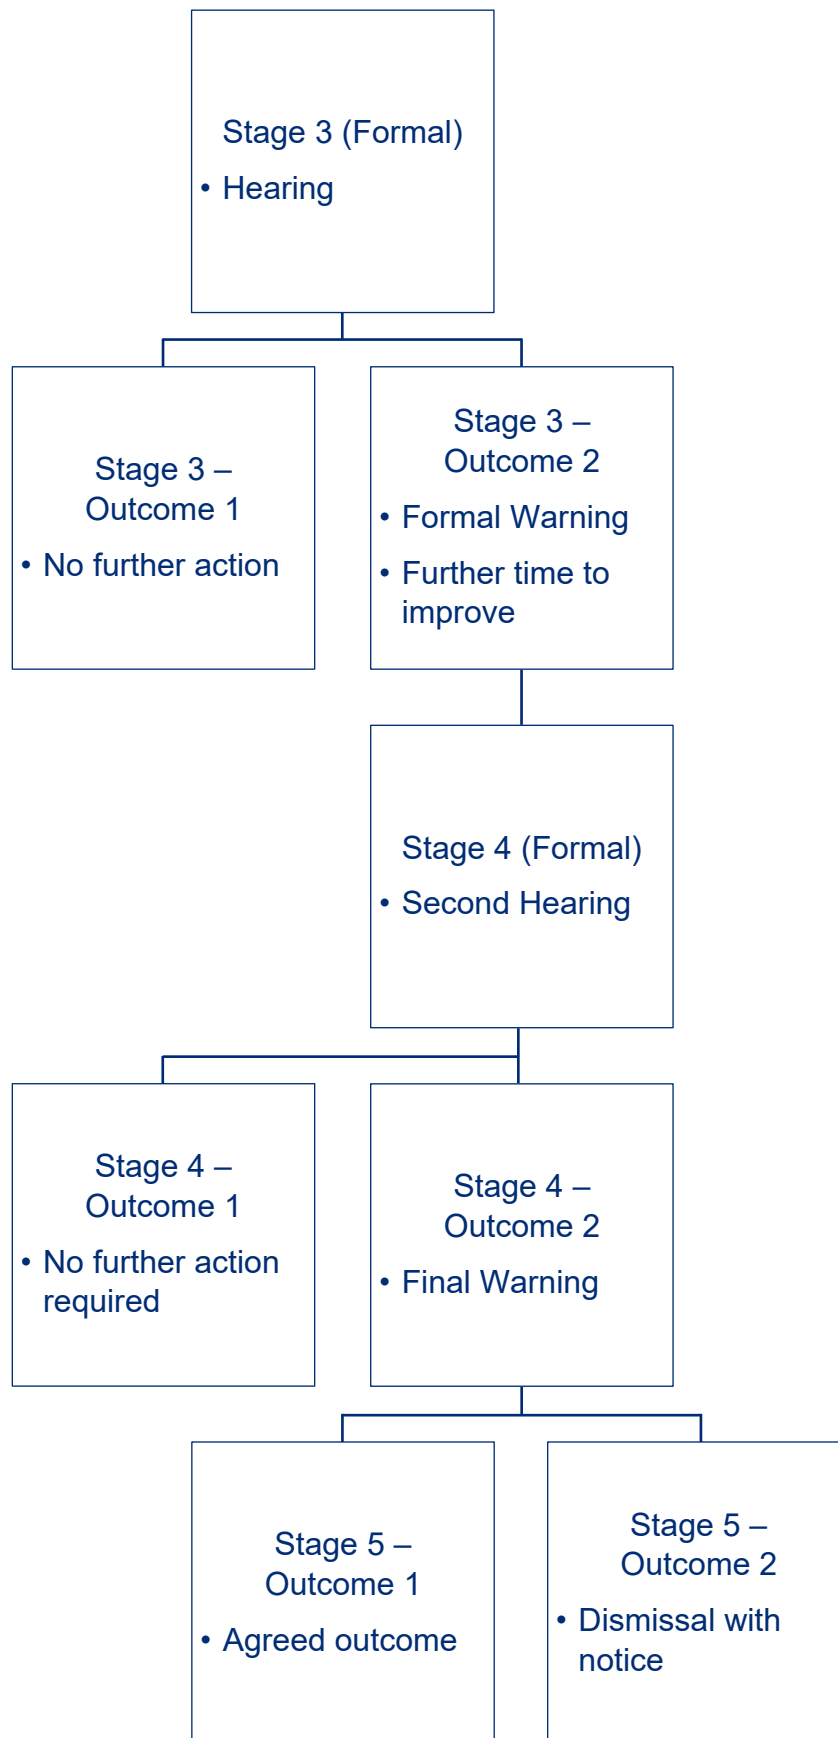 Stage 3 (Formal)
• Hearing
Stage 3 –
Outcome 1
• No further action
Stage 3 –
Outcome 2
• Formal Warning
• Further time to
improve
Stage 4 (Formal)
• Second Hearing
Stage 4 –
Outcome 1
• No further action
required
Stage 4 –
Outcome 2
• Final Warning
Stage 5 –
Outcome 1
• Agreed outcome
Stage 5 –
Outcome 2
• Dismissal with
notice